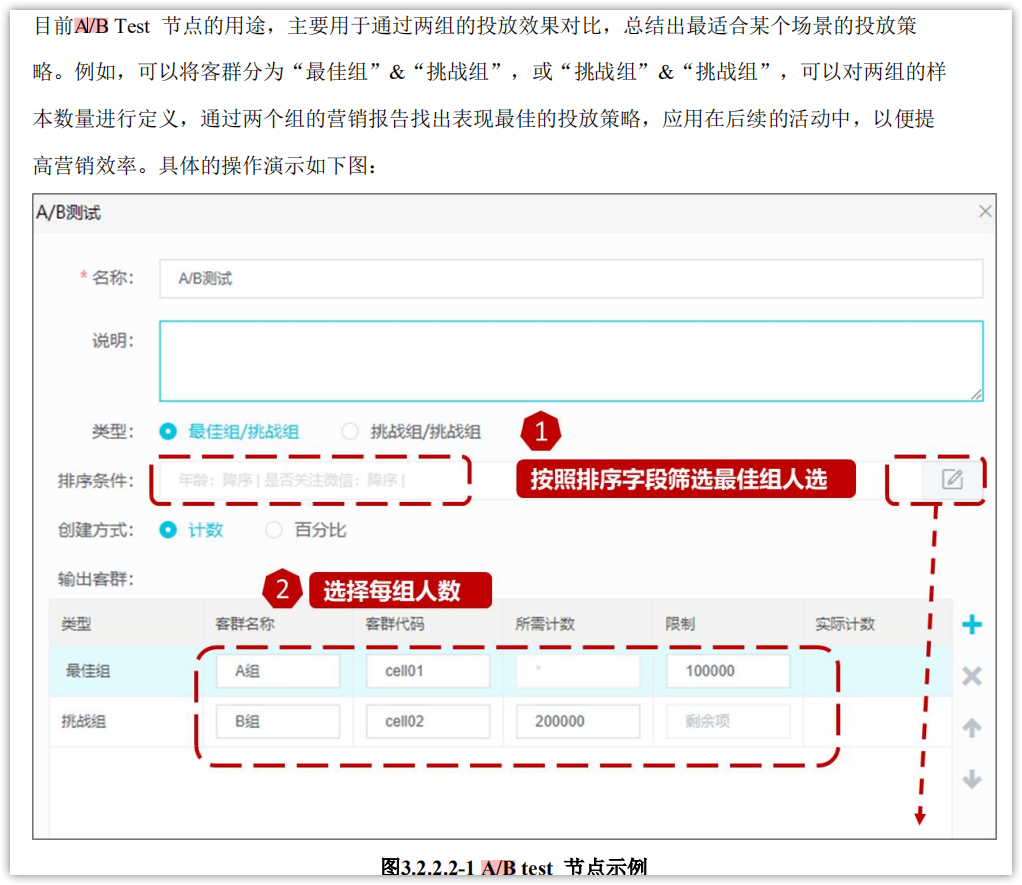 目前A/B Test 节点的用途，主要用于通过两组的投放效果对比，总结出最适合某个场景的投放策
略。例如，可以将客群分为“最佳组”&“挑战组”，或“挑战组”&“挑战组”，可以对两组的样
本数量进行定义，通过两个组的营销报告找出表现最佳的投放策略，应用在后续的活动中，以便提
高营销效率。具体的操作演示如下图：
A/B测试
* 名称： A/B测试
说明：
类型： 最佳组/挑战组 挑战组/挑战组 1
排序条件： 年龄：降序 | 是否关注微信：降序 | 按照排序字段筛选最佳组人选
创建方式： 计数 百分比
输出客群： 2 选择每组人数
类型 客群名称 客群代码 所需计数 限制 实际计数
最佳组 A组 cell01 * 100000
挑战组 B组 cell02 200000 剩余项
图3.2.2.2-1 A/B test 节点示例